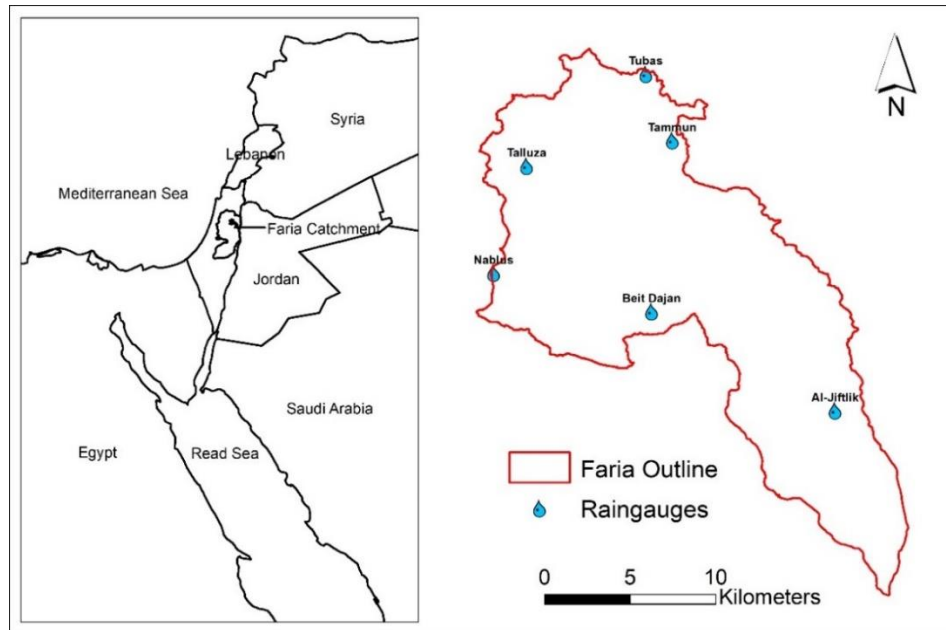 Syria
Lebanon
Mediterranean Sea
Faria Catchment
Jordan
Saudi Arabia
Egypt
Read Sea
Tubas
N
Tammun
Talluza
Nablus
Beit Dajan
Al-Jiftlik
Faria Outline
Raingauges
0 5 10
Kilometers